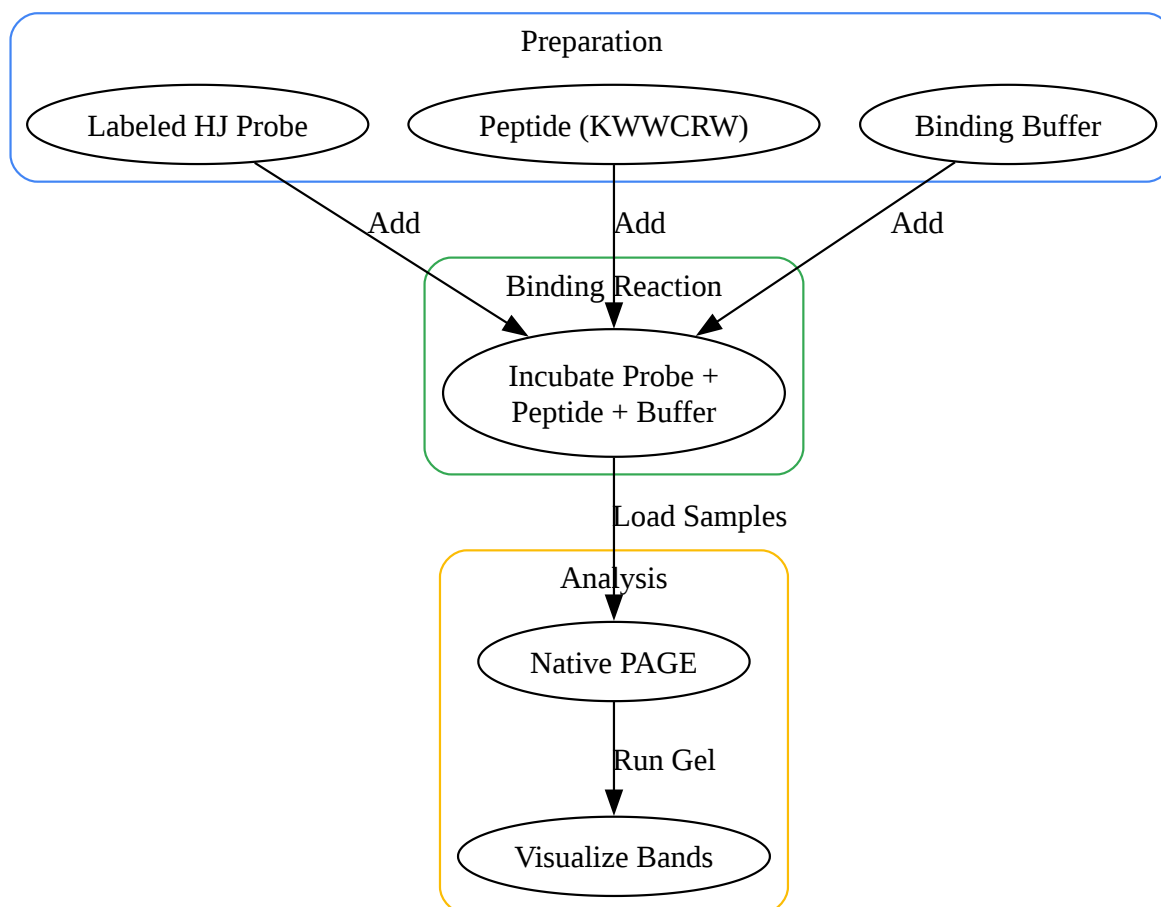 Preparation
Labeled HJ Probe
Peptide (KWWCRW)
Binding Buffer
Add
Add
Add
Binding Reaction
Incubate Probe +
Peptide + Buffer
Load Samples
Analysis
Native PAGE
Run Gel
Visualize Bands